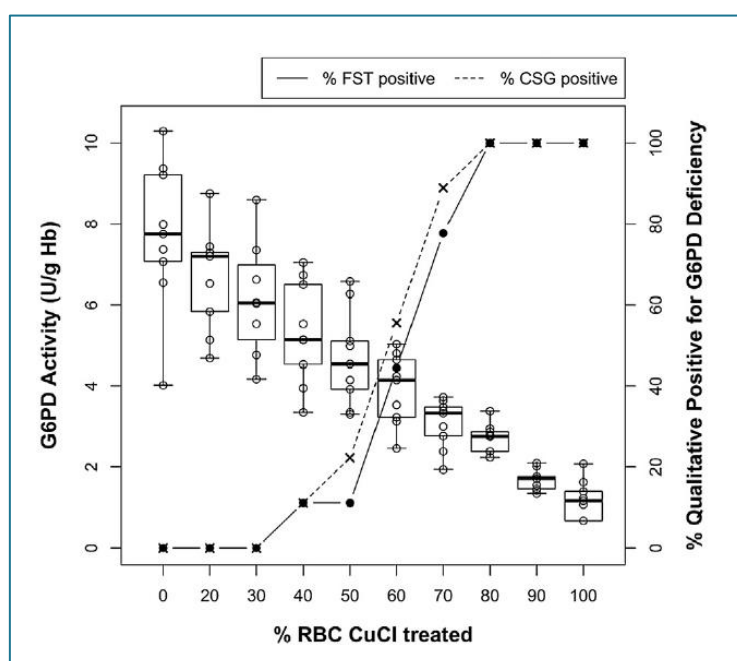 % FST positive % CSG positive
10
8
6
4
2
0
G6PD Activity (U/g Hb)
100
80
60
40
20
0
% Qualitative Positive for G6PD Deficiency
0 20 30 40 50 60 70 80 90 100
% RBC CuCl treated